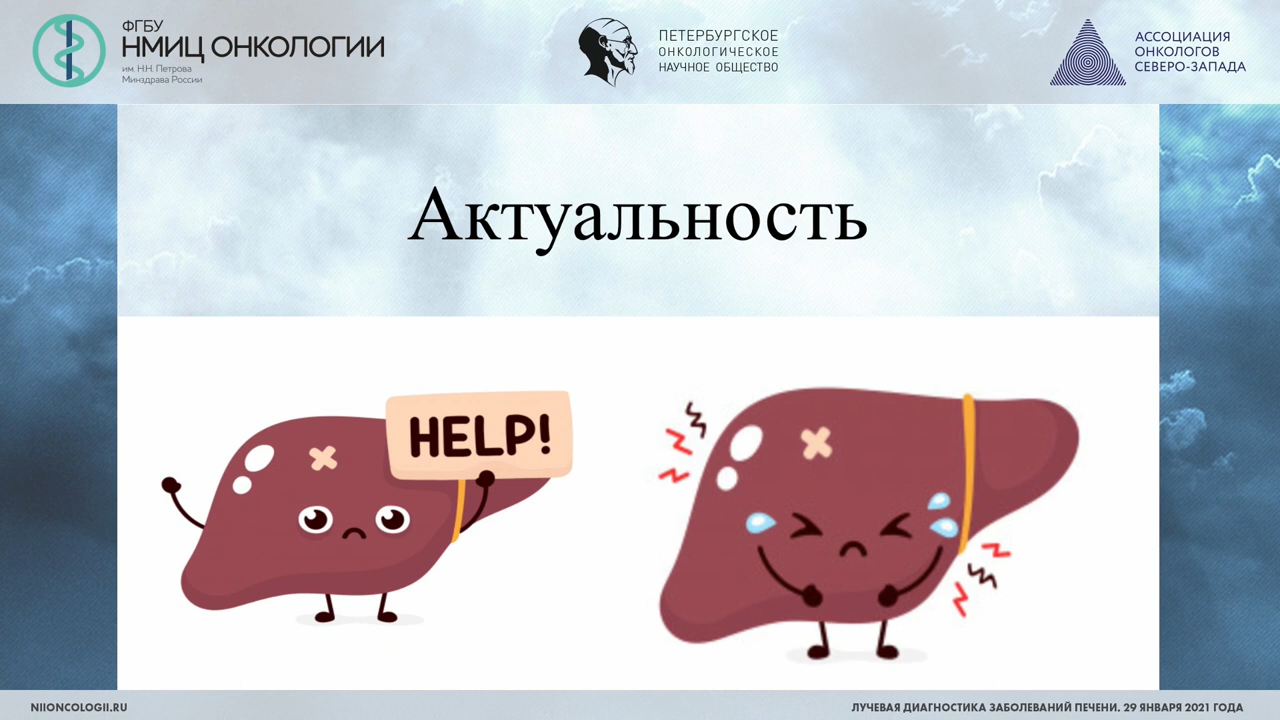 ФГБУ
НМИЦ ОНКОЛОГИИ
им. Н.Н. Петрова
Минздрава России
ПЕТЕРБУРГСКОЕ
ОНКОЛОГИЧЕСКОЕ
НАУЧНОЕ ОБЩЕСТВО
АССОЦИАЦИЯ
ОНКОЛОГОВ
СЕВЕРО-ЗАПАДА
Актуальность
HELP!
NIIONCOLOGII.RU
ЛУЧЕВАЯ ДИАГНОСТИКА ЗАБОЛЕВАНИЙ ПЕЧЕНИ. 29 ЯНВАРЯ 2021 ГОДА